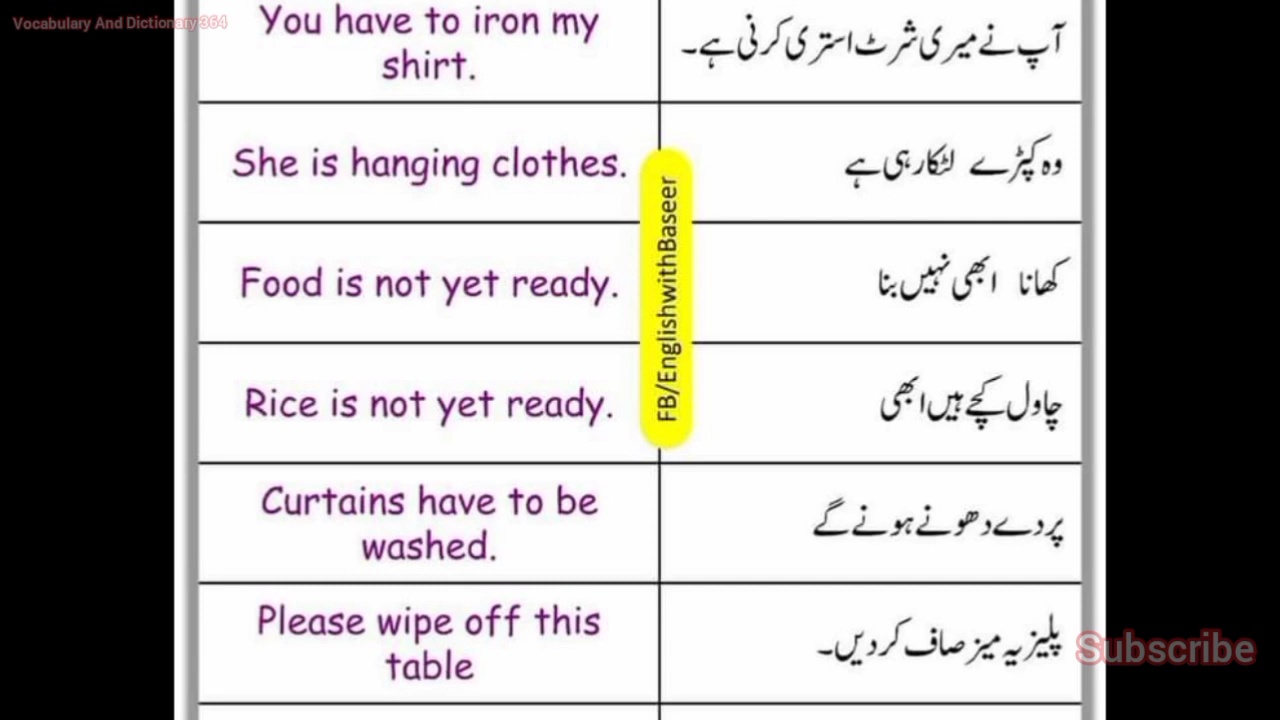 Vocabulary And Dictionary 364
You have to iron my
shirt.
آپ نے میری شرٹ استری کرنی ہے۔
She is hanging clothes.
وہ کپڑے لٹکا رہی ہے
Food is not yet ready.
کھانا ابھی نہیں بنا
Rice is not yet ready.
چاول کچے ہیں ابھی
Curtains have to be
washed.
پردے دھونے ہونے گے
Please wipe off this
table
پلیز یہ میز صاف کر دیں۔
FB/EnglishwithBaseer
Subscribe